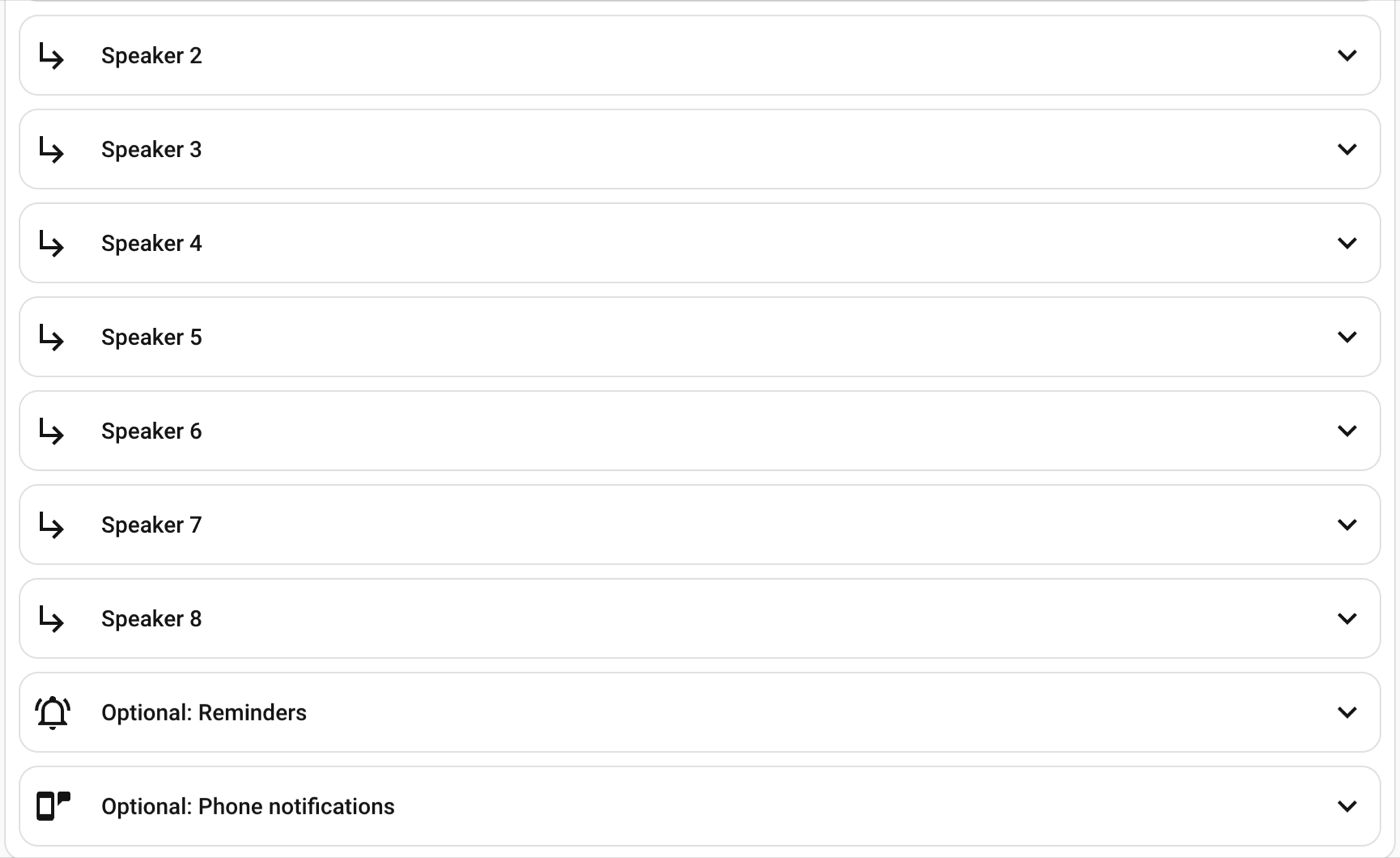 Speaker 2
Speaker 3
Speaker 4
Speaker 5
Speaker 6
Speaker 7
Speaker 8
Optional: Reminders
Optional: Phone notifications